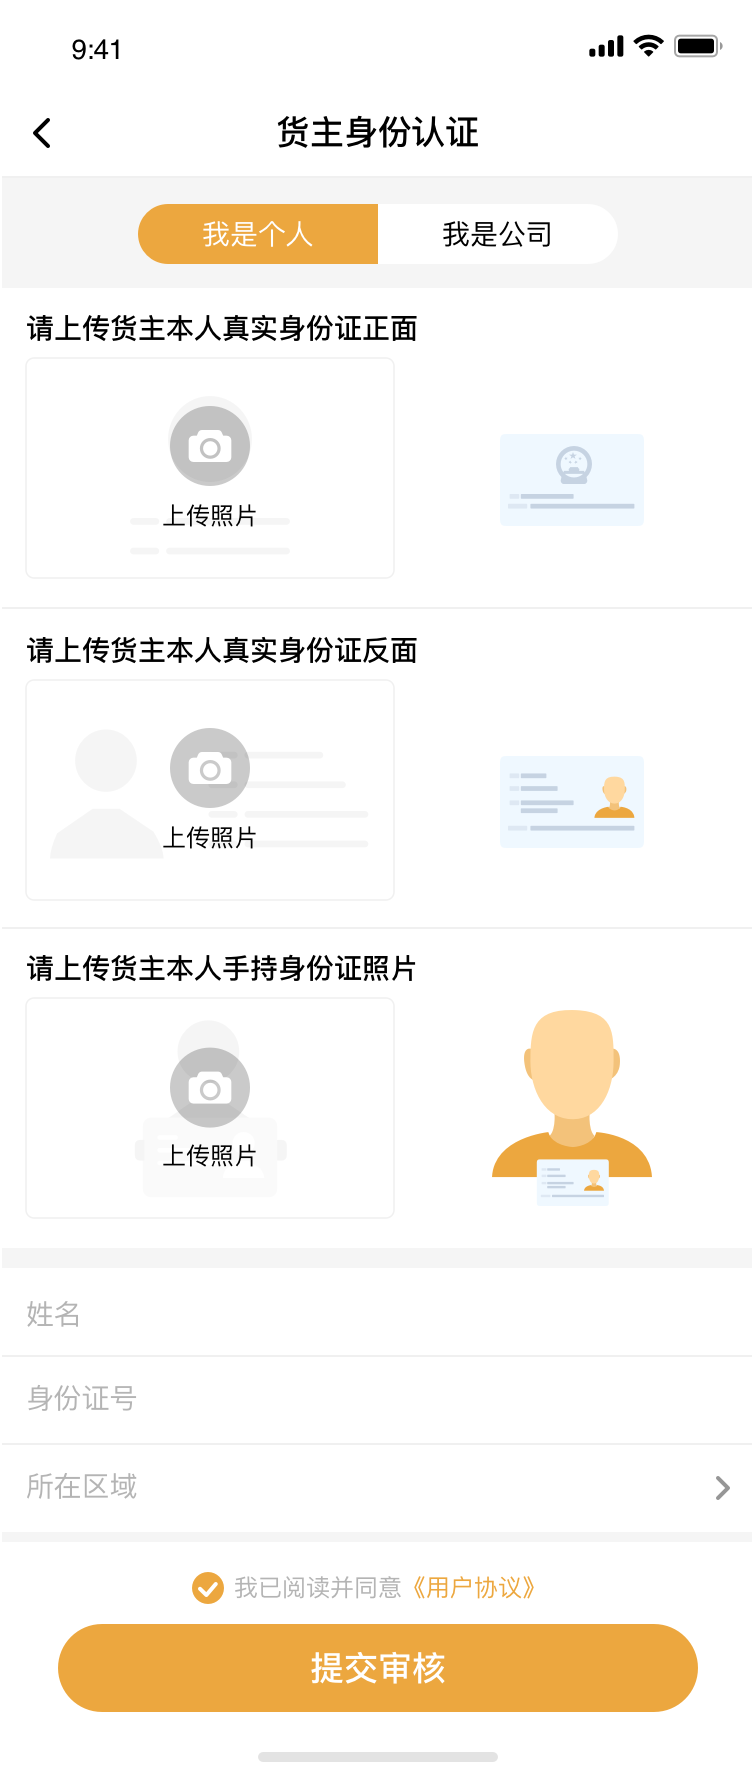 9:41
货主身份认证
我是个人 我是公司
请上传货主本人真实身份证正面
上传照片
请上传货主本人真实身份证反面
上传照片
请上传货主本人手持身份证照片
上传照片
姓名
身份证号
所在区域
我已阅读并同意《用户协议》
提交审核